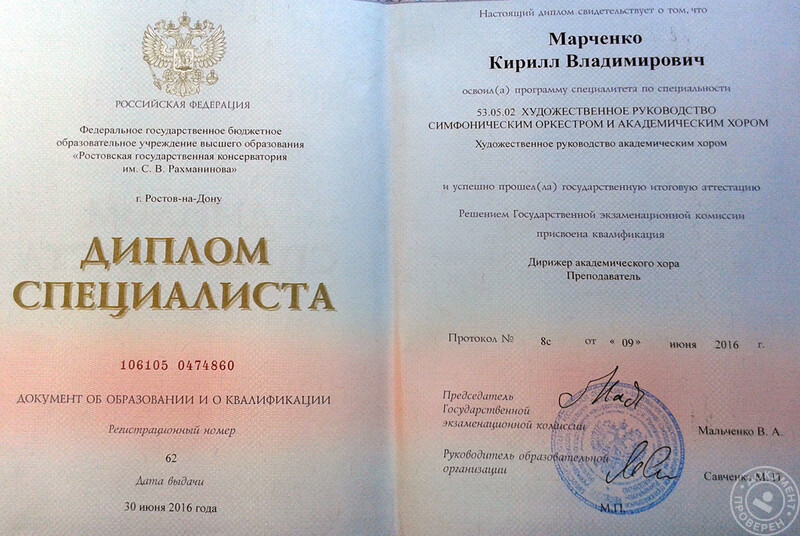 РОССИЙСКАЯ ФЕДЕРАЦИЯ
Федеральное государственное бюджетное
образовательное учреждение высшего образования
«Ростовская государственная консерватория
им. С. В. Рахманинова»
г. Ростов-на-Дону
ДИПЛОМ
СПЕЦИАЛИСТА
106105 0474860
ДОКУМЕНТ ОБ ОБРАЗОВАНИИ И О КВАЛИФИКАЦИИ
Регистрационный номер
62
Дата выдачи
30 июня 2016 года
Настоящий диплом свидетельствует о том, что
Марченко
Кирилл Владимирович
освоил(а) программу специалитета по специальности
53.05.02 ХУДОЖЕСТВЕННОЕ РУКОВОДСТВО
СИМФОНИЧЕСКИМ ОРКЕСТРОМ И АКАДЕМИЧЕСКИМ ХОРОМ
Художественное руководство академическим хором
и успешно прошел(ла) государственную итоговую аттестацию
Решением Государственной экзаменационной комиссии
присвоена квалификация
Дирижер академического хора
Преподаватель
Протокол № 8с от «09» июня 2016 г.
Председатель
Государственной
экзаменационной комиссии
Мальченко В. А.
Руководитель образовательной
организации
Савченко М.П.
М.П.
ДОКУМЕНТ
ПРОВЕРЕН